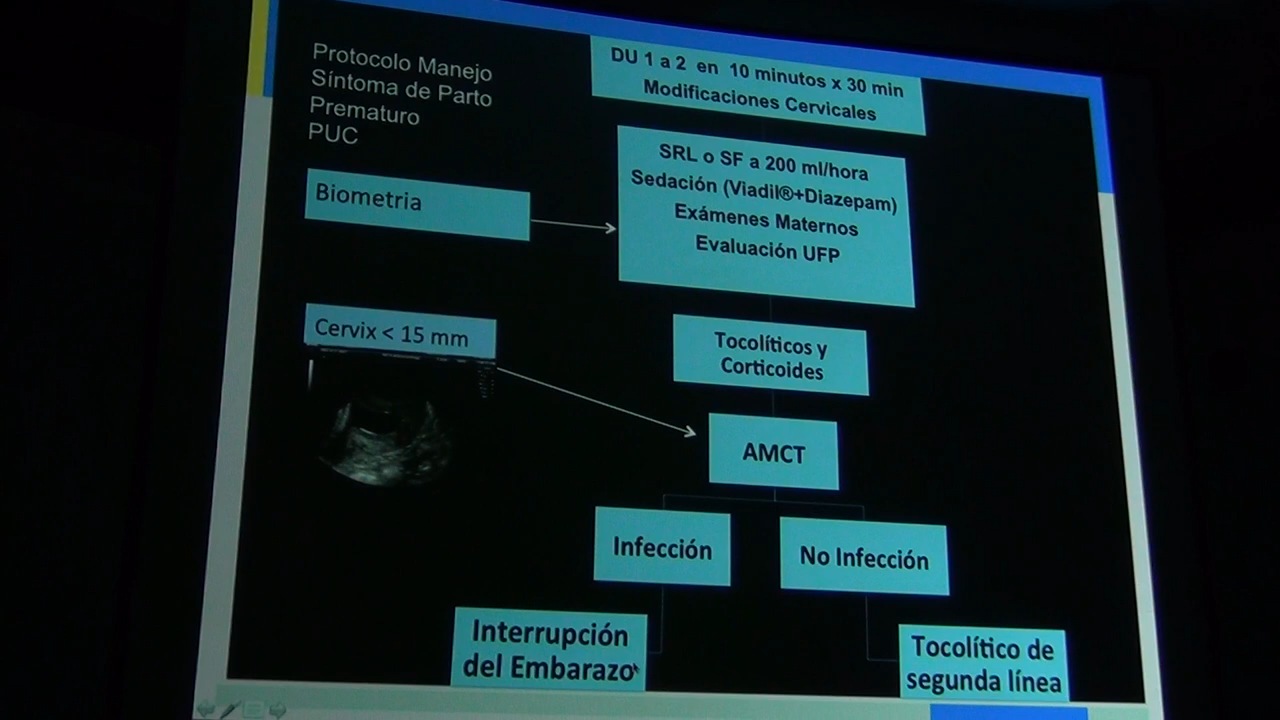 Protocolo Manejo
Síntoma de Parto
Prematuro
PUC
DU 1 a 2 en 10 minutos x 30 min
Modificaciones Cervicales
Biometria
SRL o SF a 200 ml/hora
Sedación (Viadil®+Diazepam)
Exámenes Maternos
Evaluación UFP
Cervix < 15 mm
Tocolíticos y
Corticoides
AMCT
Infección
No Infección
Interrupción
del Embarazo
Tocolítico de
segunda línea